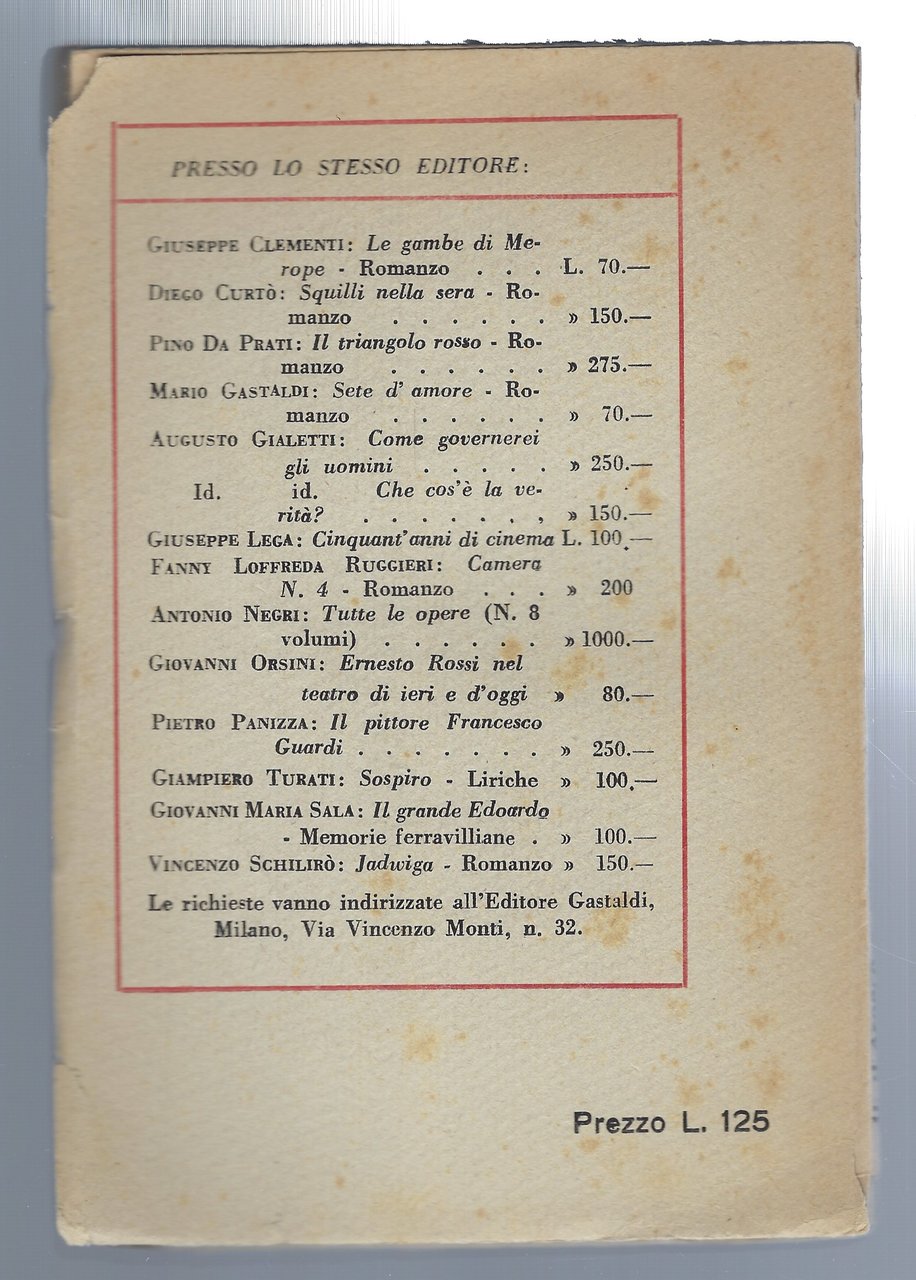 PRESSO LO STESSO EDITORE:
GIUSEPPE CLEMENTI: Le gambe di Me-
rope - Romanzo . . . L. 70.—
DIEGO CURTÒ: Squilli nella sera - Ro-
manzo . . . . . . » 150.—
PINO DA PRATI: Il triangolo rosso - Ro-
manzo . . . . . . » 275.—
MARIO GASTALDI: Sete d' amore - Ro-
manzo . . . . . . » 70.—
AUGUSTO GIALETTI: Come governerei
gli uomini . . . . . » 250.—
Id. id. Che cos'è la ve-
rità? . . . . . . , » 150.—
GIUSEPPE LEGA: Cinquant'anni di cinema L. 100.—
FANNY LOFFREDA RUGGIERI: Camera
N. 4 - Romanzo . . . » 200
ANTONIO NEGRI: Tutte le opere (N. 8
volumi) . . . . . . » 1000.—
GIOVANNI ORSINI: Ernesto Rossi nel
teatro di ieri e d'oggi » 80.—
PIETRO PANIZZA: Il pittore Francesco
Guardi . . . . . . . » 250.—
GIAMPIERO TURATI: Sospiro - Liriche » 100.—
GIOVANNI MARIA SALA: Il grande Edoardo
- Memorie ferravilliane . » 100.—
VINCENZO SCHILIRÒ: Jadwiga - Romanzo » 150.—
Le richieste vanno indirizzate all'Editore Gastaldi,
Milano, Via Vincenzo Monti, n. 32.
Prezzo L. 125